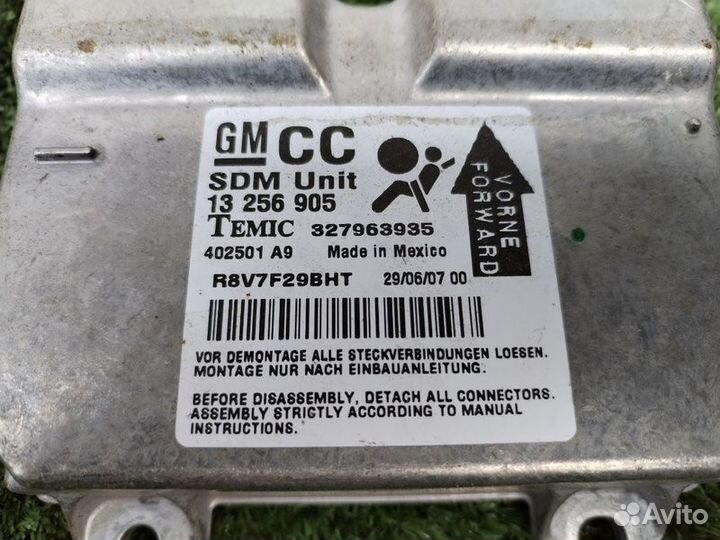 GM CC
SDM Unit
13 256 905
TEMIC 327963935
402501 A9 Made in Mexico
R8V7F29BHT 29/06/07 00
VORNE
FORWARD
VOR DEMONTAGE ALLE STECKVERBINDUNGEN LOESEN.
MONTAGE NUR NACH EINBAUANLEITUNG.
BEFORE DISASSEMBLY, DETACH ALL CONNECTORS.
ASSEMBLY STRICTLY ACCORDING TO MANUAL
INSTRUCTIONS.
Avito